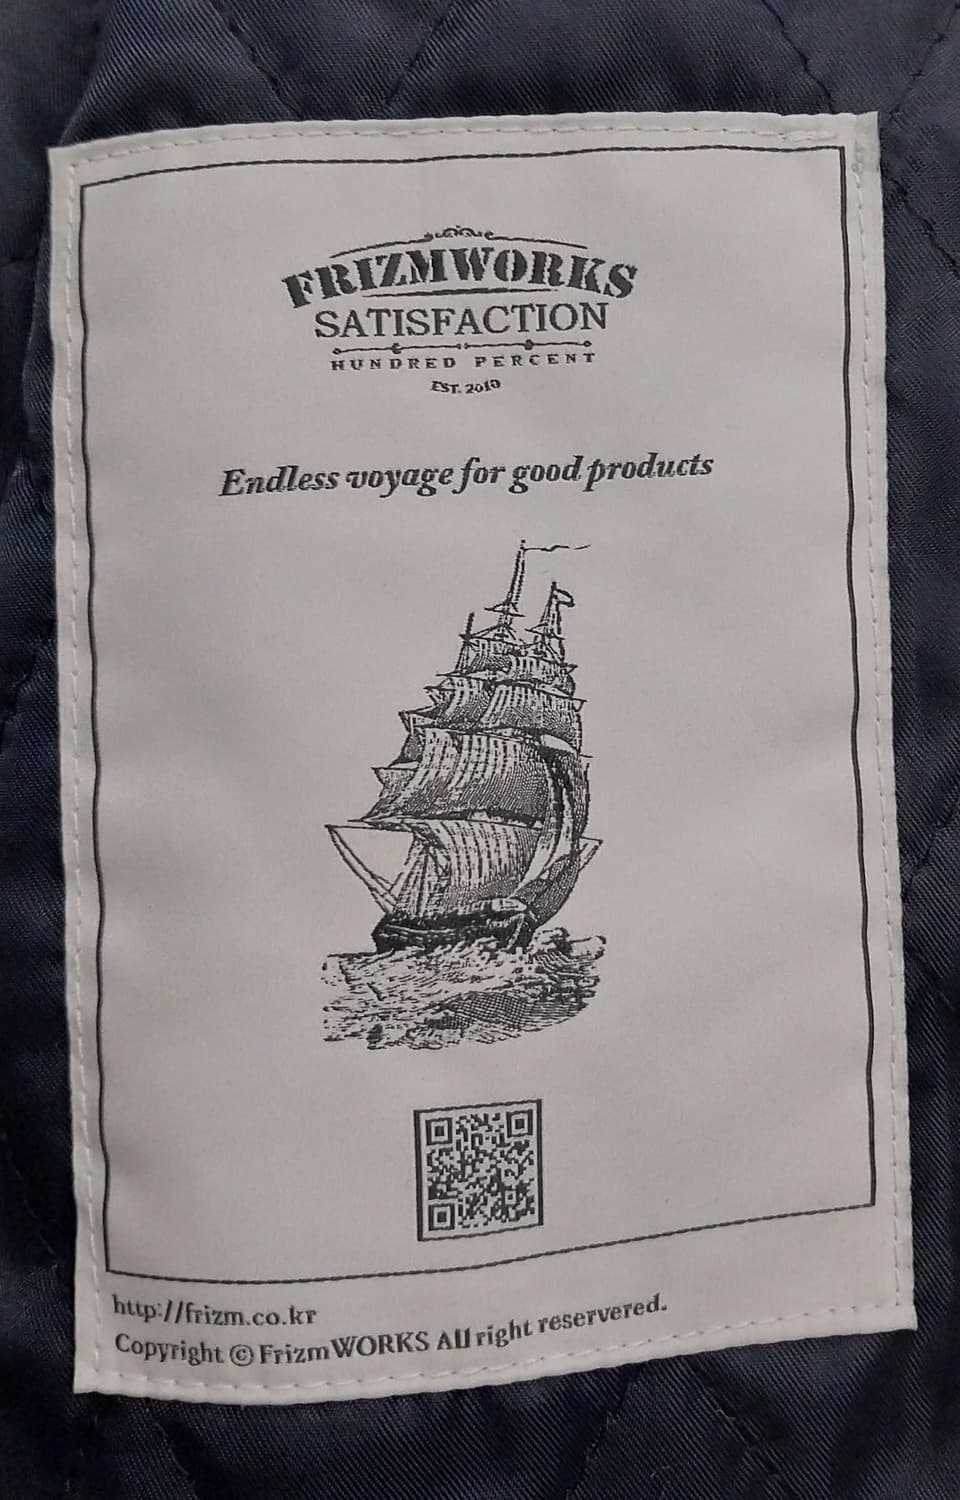 FRIZMWORKS
SATISFACTION
HUNDRED PERCENT
EST. 2010
Endless voyage for good products
http://frizm.co.kr
Copyright © FrizmWORKS All right reservered.